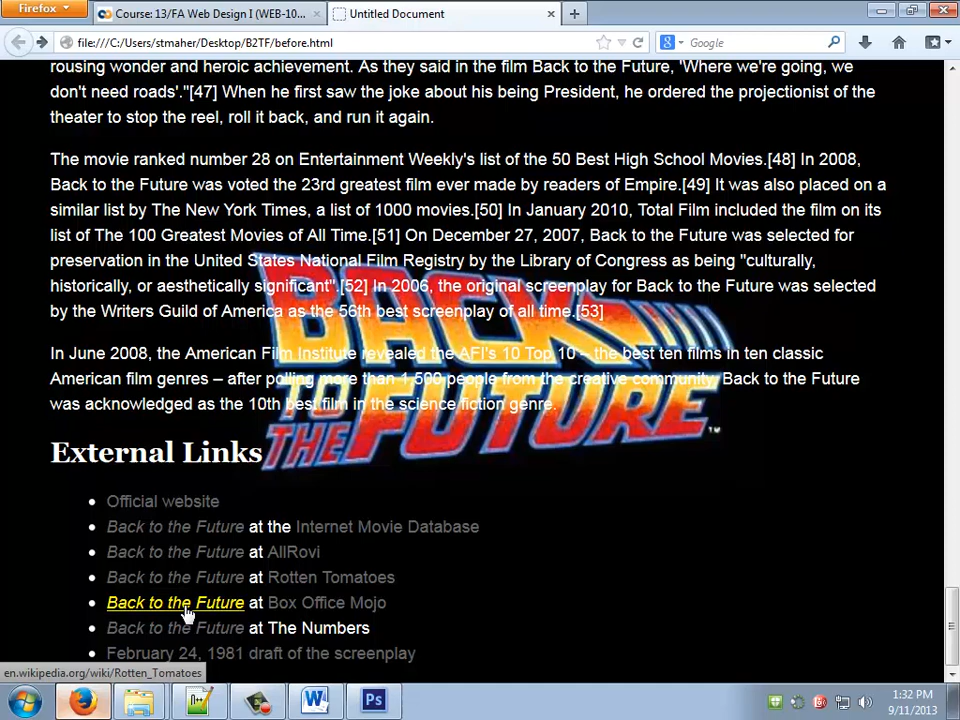 Firefox
Course: 13/FA Web Design I (WEB-10...
Untitled Document
file:///C:/Users/stmaher/Desktop/B2TF/before.html
Google
rousing wonder and heroic achievement. As they said in the film Back to the Future, 'Where we're going, we
don't need roads'."[47] When he first saw the joke about his being President, he ordered the projectionist of the
theater to stop the reel, roll it back, and run it again.
The movie ranked number 28 on Entertainment Weekly's list of the 50 Best High School Movies.[48] In 2008,
Back to the Future was voted the 23rd greatest film ever made by readers of Empire.[49] It was also placed on a
similar list by The New York Times, a list of 1000 movies.[50] In January 2010, Total Film included the film on its
list of The 100 Greatest Movies of All Time.[51] On December 27, 2007, Back to the Future was selected for
preservation in the United States National Film Registry by the Library of Congress as being "culturally,
historically, or aesthetically significant".[52] In 2006, the original screenplay for Back to the Future was selected
by the Writers Guild of America as the 56th best screenplay of all time.[53]
In June 2008, the American Film Institute revealed the AFI's 10 Top 10 – the best ten films in ten classic
American film genres – after polling more than 1,500 people from the creative community. Back to the Future
was acknowledged as the 10th best film in the science fiction genre.
BACK
TO
THE FUTURE
™
External Links
Official website
Back to the Future at the Internet Movie Database
Back to the Future at AllRovi
Back to the Future at Rotten Tomatoes
Back to the Future at Box Office Mojo
Back to the Future at The Numbers
February 24, 1981 draft of the screenplay
en.wikipedia.org/wiki/Rotten_Tomatoes
1:32 PM
9/11/2013